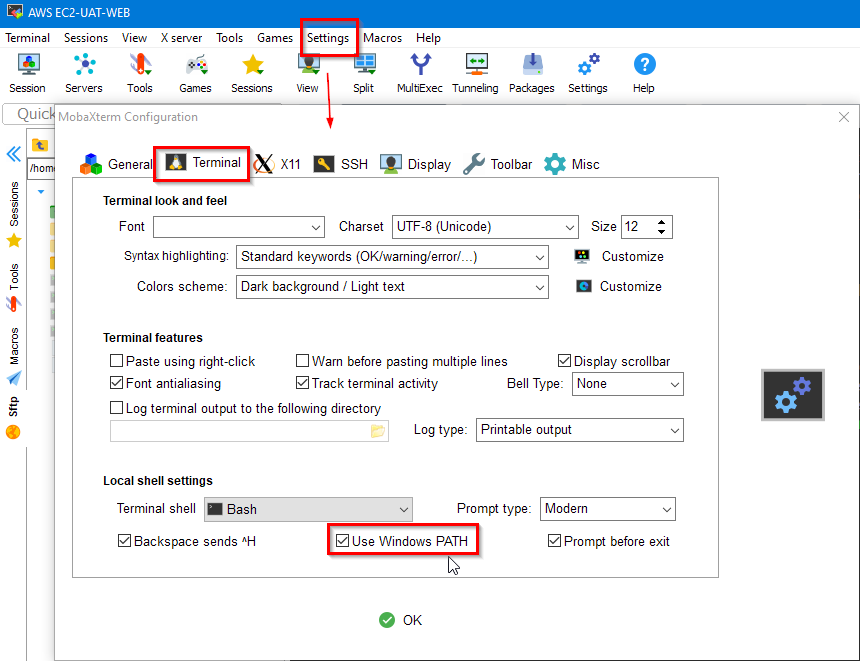 AWS EC2-UAT-WEB
Terminal Sessions View X server Tools Games Settings Macros Help
Session Servers Tools Games Sessions View Split MultiExec Tunneling Packages Settings Help
Quick
MobaXterm Configuration
/home
Sessions
Tools
Macros
Sftp
General Terminal X11 SSH Display Toolbar Misc
Terminal look and feel
Font Charset UTF-8 (Unicode) Size 12
Syntax highlighting: Standard keywords (OK/warning/error/...) Customize
Colors scheme: Dark background / Light text Customize
Terminal features
Paste using right-click Warn before pasting multiple lines Display scrollbar
Font antialiasing Track terminal activity Bell Type: None
Log terminal output to the following directory
Log type: Printable output
Local shell settings
Terminal shell Bash Prompt type: Modern
Backspace sends ^H Use Windows PATH Prompt before exit
OK